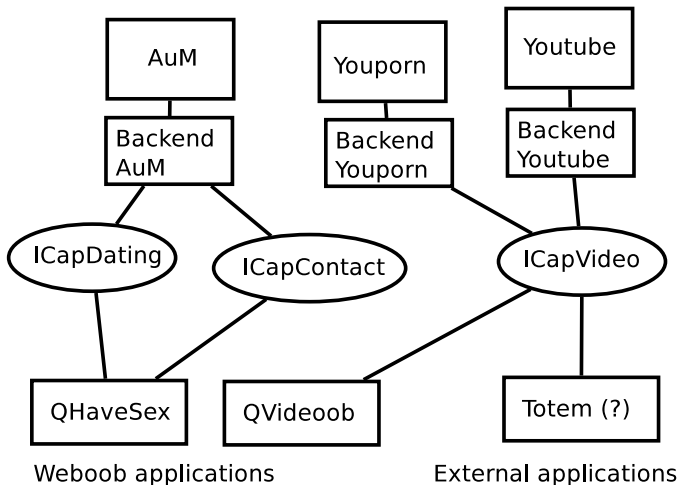 AuM
Youporn
Youtube
Backend
AuM
Backend
Youporn
Backend
Youtube
ICapDating
ICapContact
ICapVideo
QHaveSex
QVideoob
Totem (?)
Weboob applications
External applications